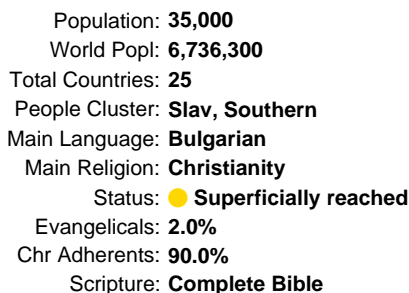 Population: 35,000
World Popl: 6,736,300
Total Countries: 25
People Cluster: Slav, Southern
Main Language: Bulgarian
Main Religion: Christianity
Status: Superficially reached
Evangelicals: 2.0%
Chr Adherents: 90.0%
Scripture: Complete Bible